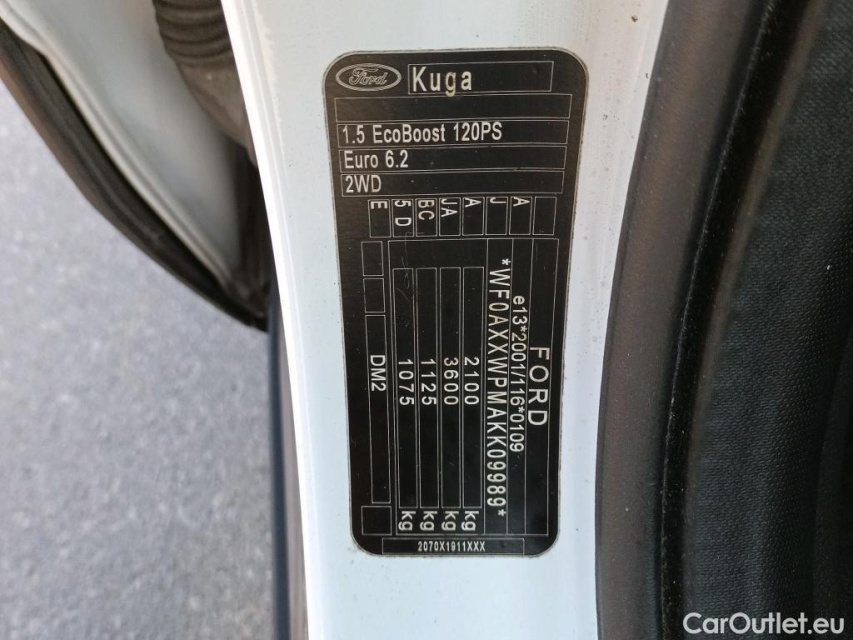 Ford
Kuga
1.5 EcoBoost 120PS
Euro 6.2
2WD
E
5 D
BC
JA
A
J
A
FORD
e13*2001/116*0109
*WF0AXXWPMAKK09989*
2100 kg
3600 kg
1125 kg
1075 kg
DM2
2070X1911XXX
CarOutlet.eu